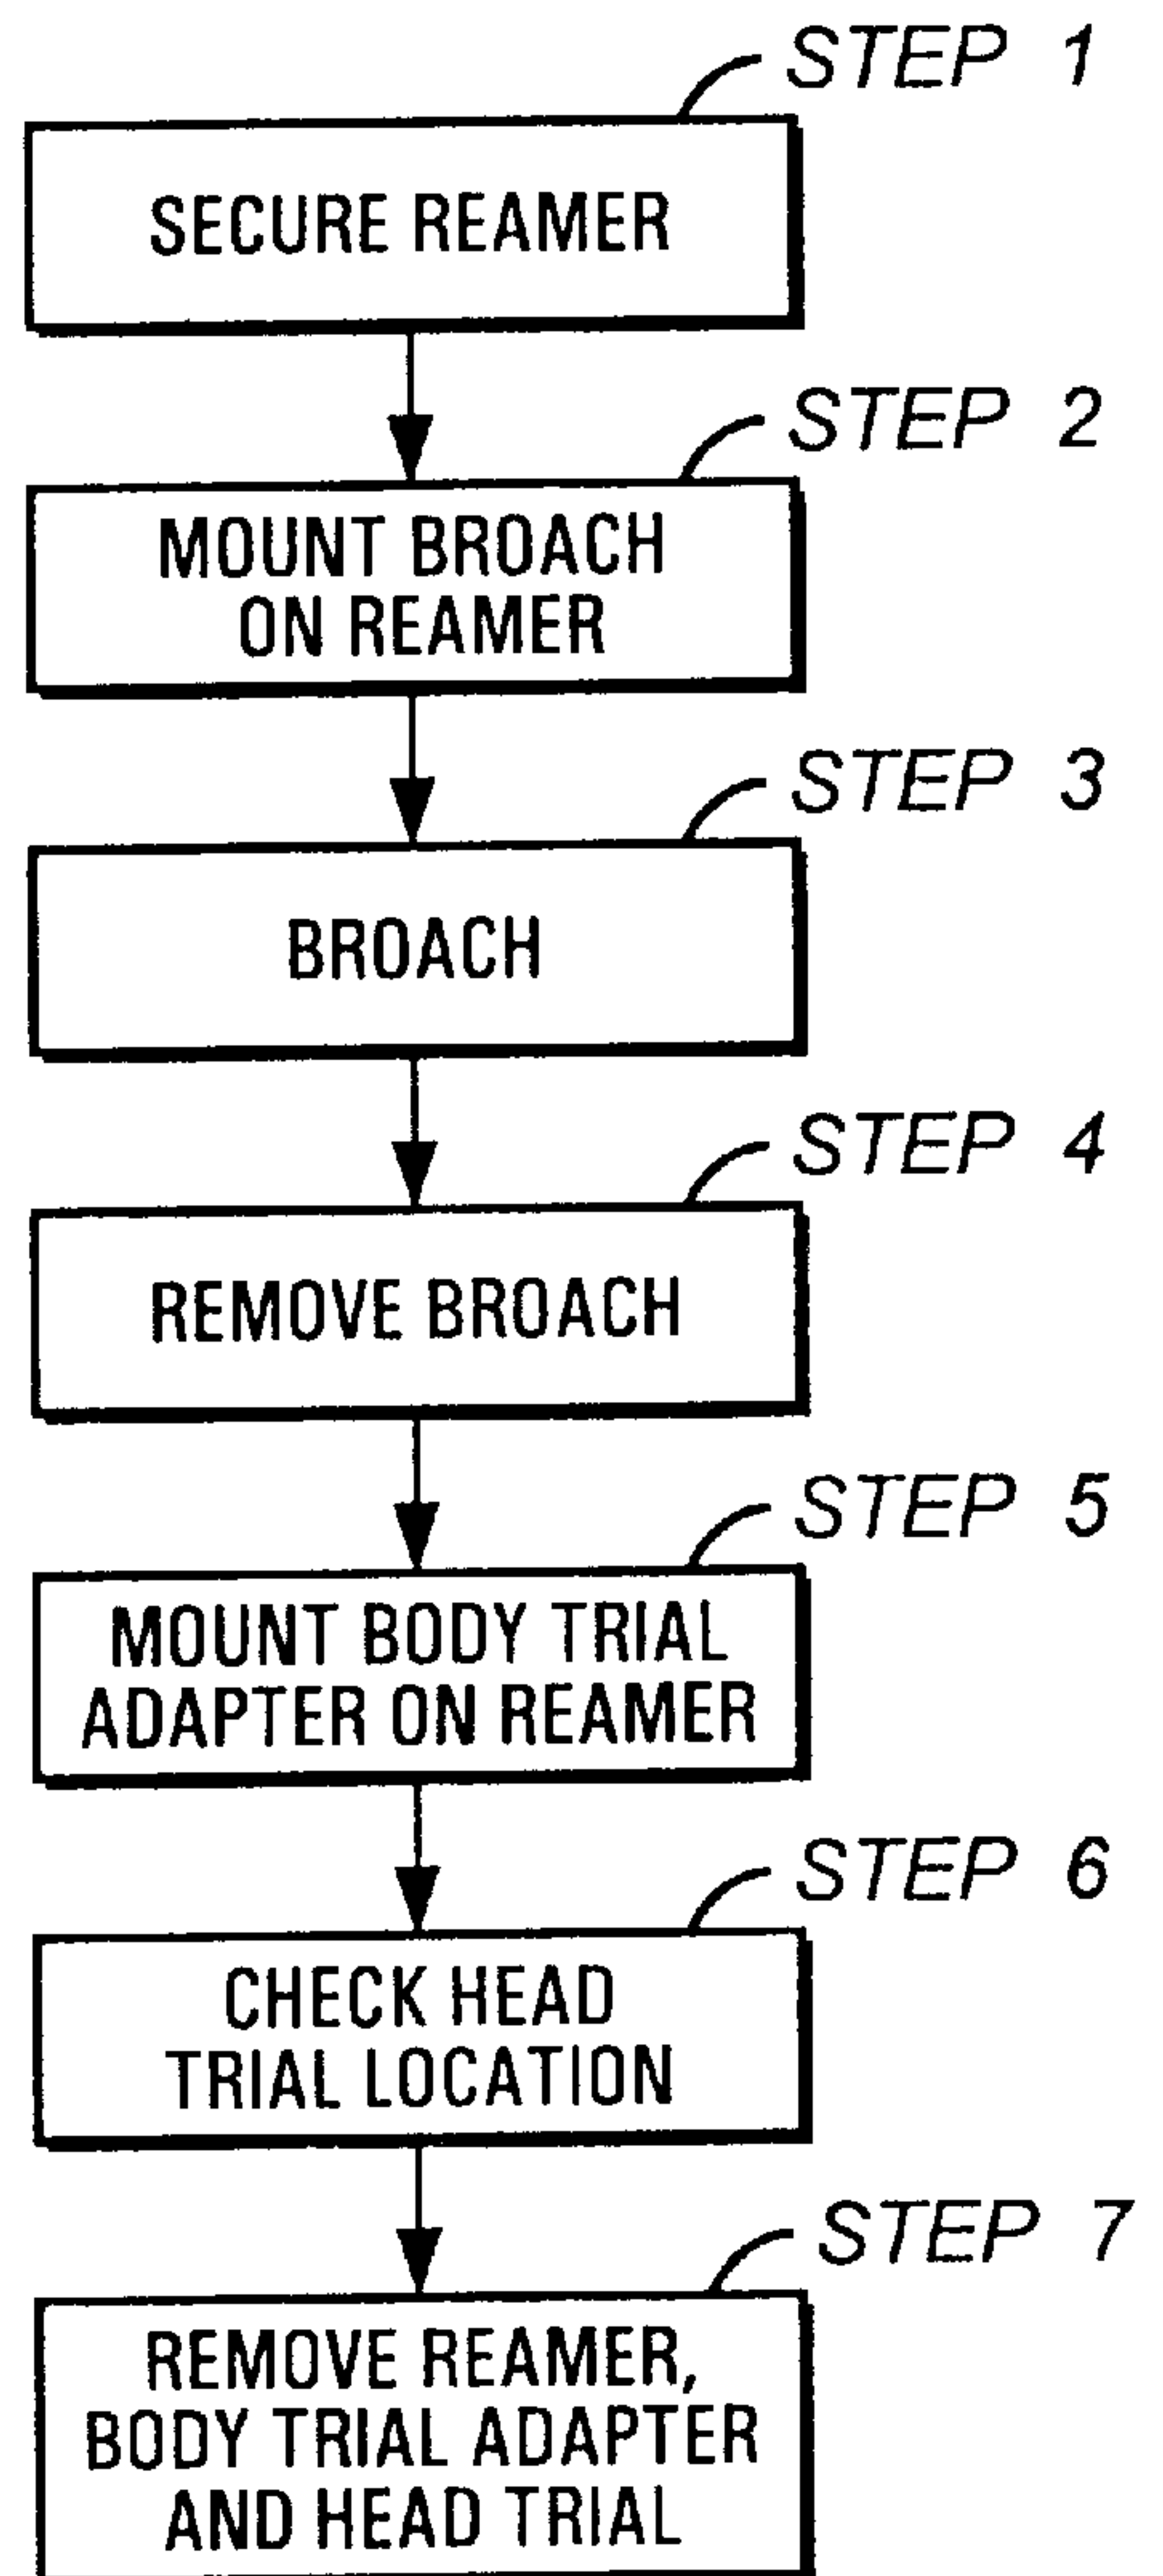 STEP 1
SECURE REAMER
STEP 2
MOUNT BROACH
ON REAMER
STEP 3
BROACH
STEP 4
REMOVE BROACH
STEP 5
MOUNT BODY TRIAL
ADAPTER ON REAMER
STEP 6
CHECK HEAD
TRIAL LOCATION
STEP 7
REMOVE REAMER,
BODY TRIAL ADAPTER
AND HEAD TRIAL